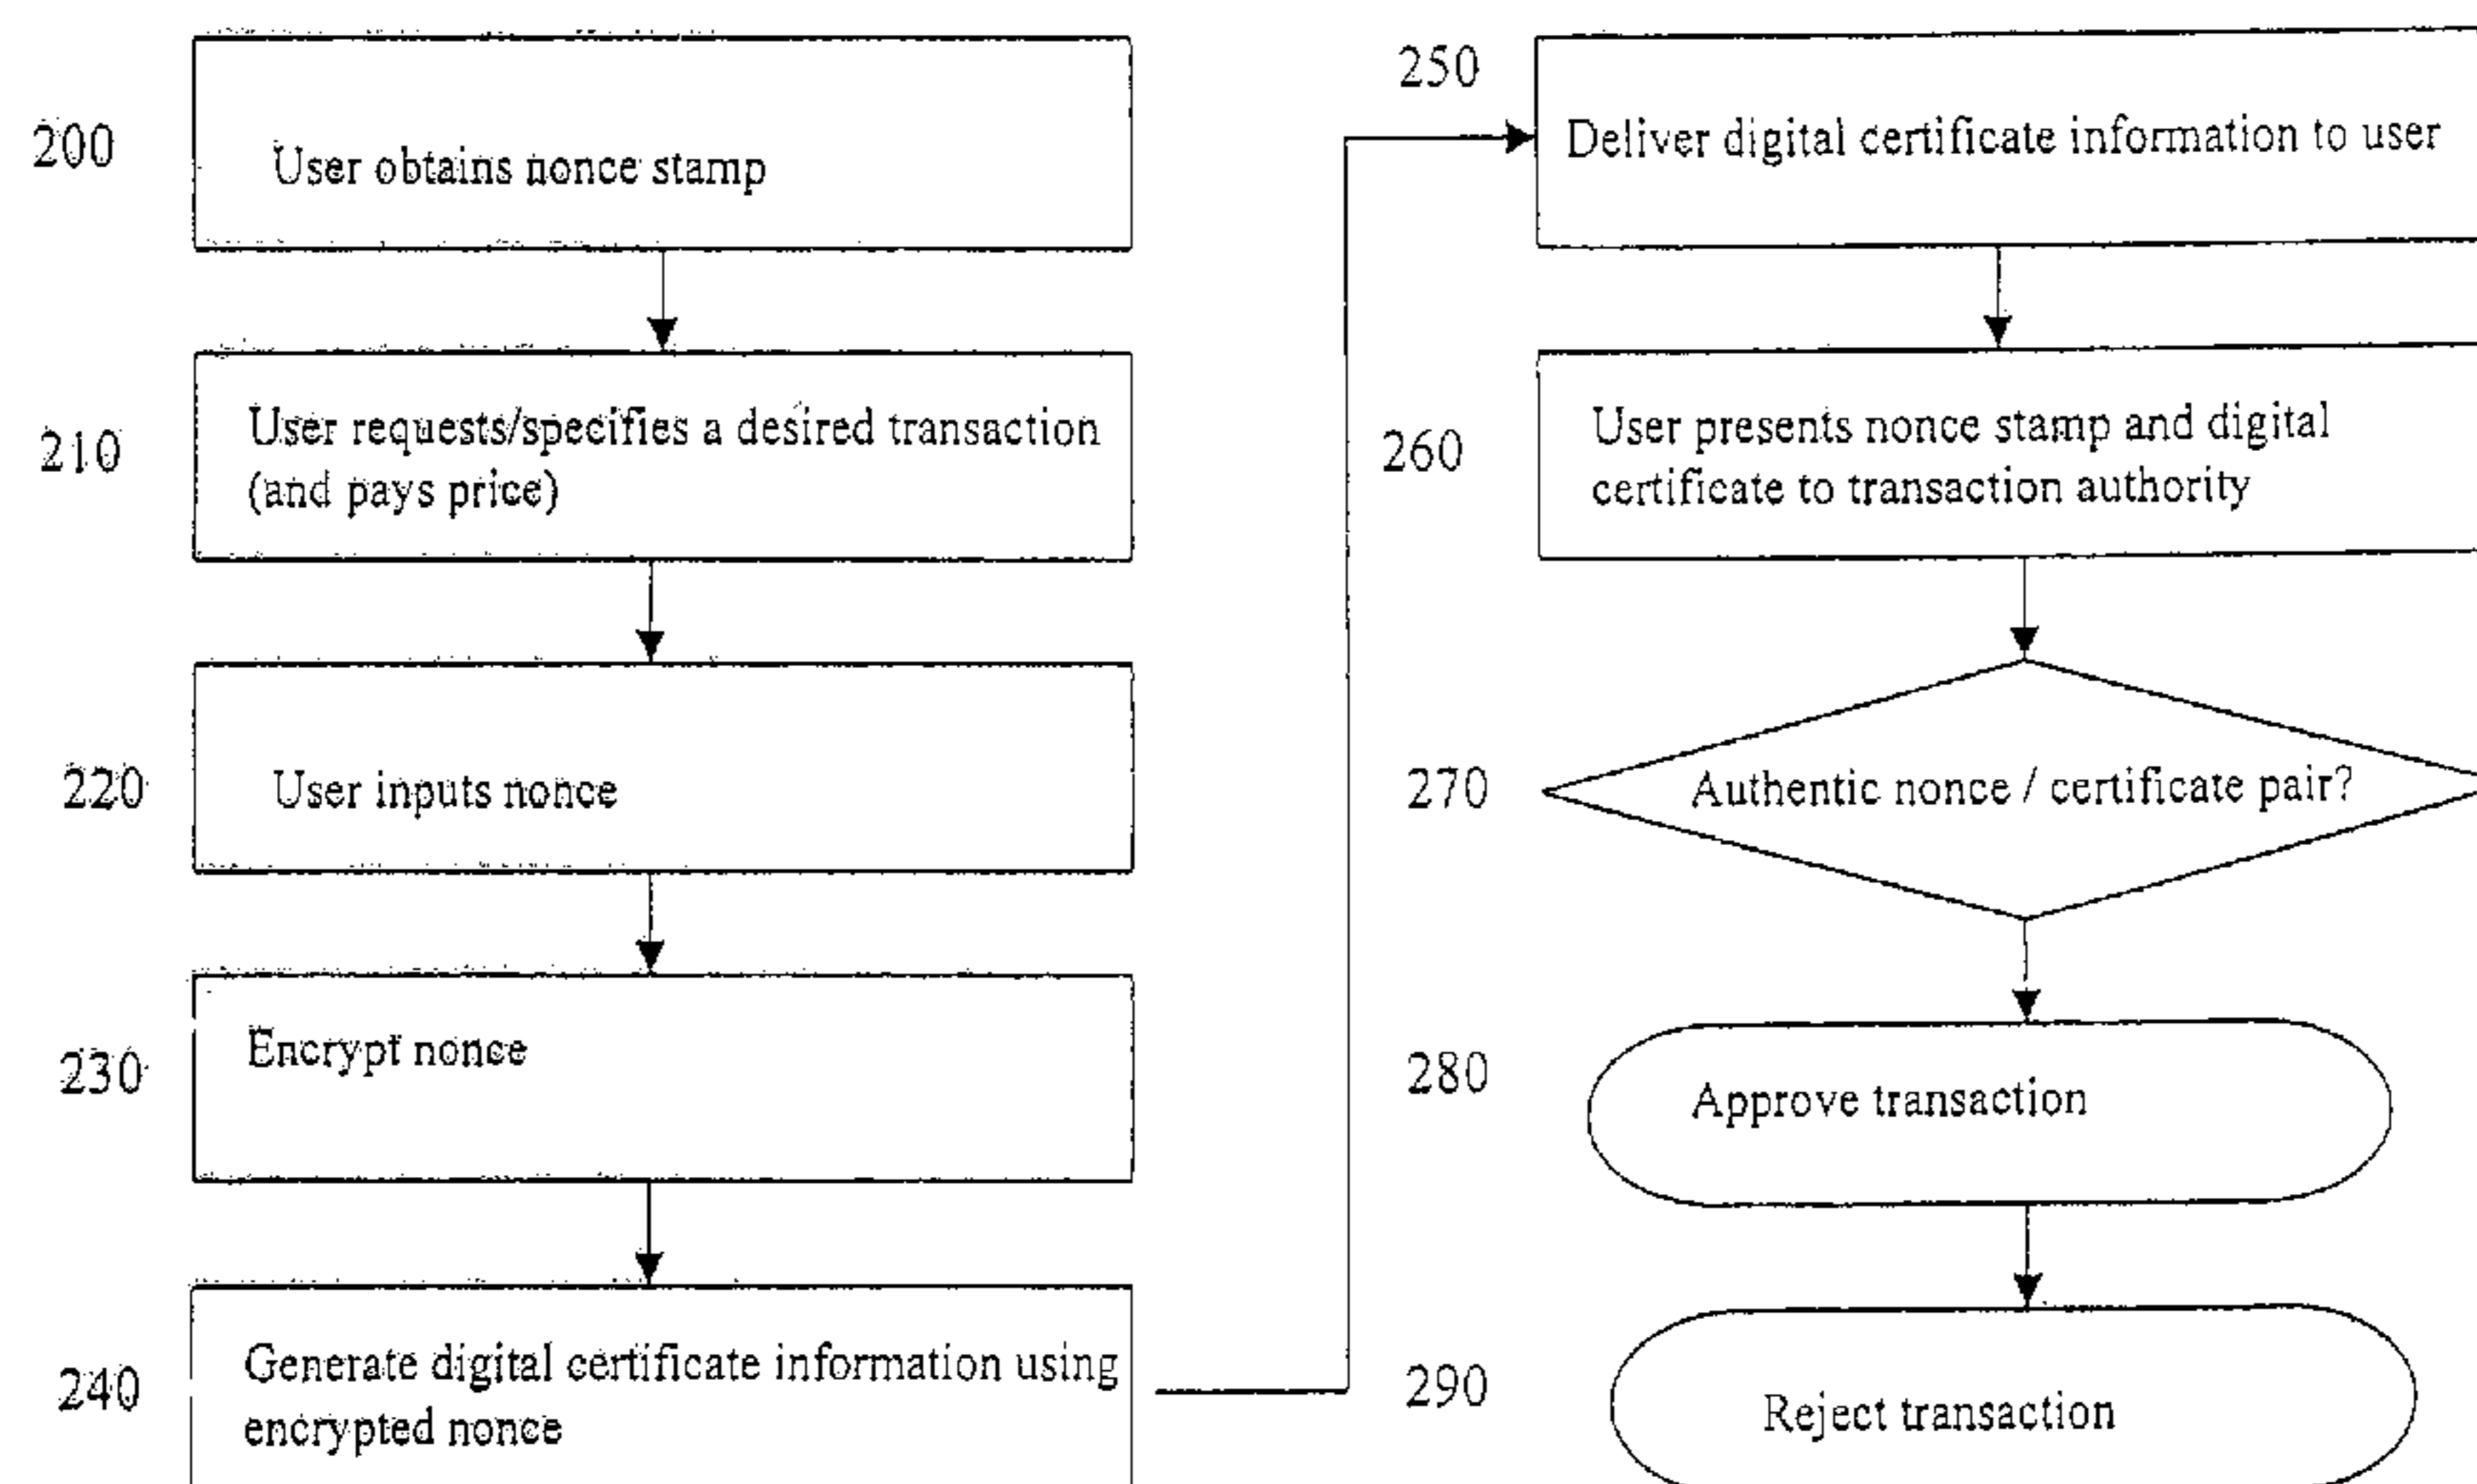 200
User obtains nonce stamp
210
User requests/specifies a desired transaction
(and pays price)
220
User inputs nonce
230
Encrypt nonce
240
Generate digital certificate information using
encrypted nonce
250
Deliver digital certificate information to user
260
User presents nonce stamp and digital
certificate to transaction authority
270
Authentic nonce / certificate pair?
280
Approve transaction
290
Reject transaction